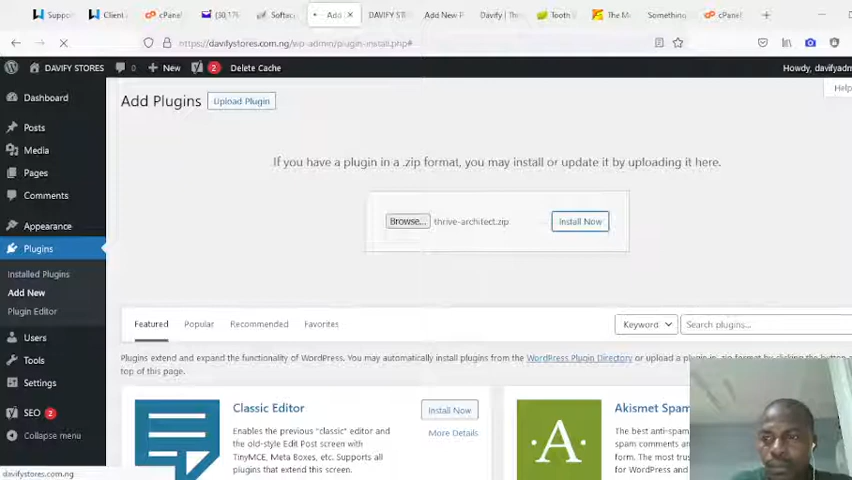 Suppor
Client
cPanel
(30,179
Softac
Add
DAVIFY ST
Add New P
Davify | Thr
Tooth
The M
Something
cPanel
https://davifystores.com.ng/wp-admin/plugin-install.php#
DAVIFY STORES
0
New
2
Delete Cache
Howdy, davifyadm
Dashboard
Add Plugins
Upload Plugin
Help
Posts
Media
If you have a plugin in a .zip format, you may install or update it by uploading it here.
Pages
Comments
Browse...
thrive-architect.zip
Install Now
Appearance
Plugins
Installed Plugins
Add New
Plugin Editor
Featured
Popular
Recommended
Favorites
Keyword
Search plugins...
Users
Tools
Plugins extend and expand the functionality of WordPress. You may automatically install plugins from the WordPress Plugin Directory or upload a plugin in .zip format by clicking the button a
top of this page.
Settings
SEO 2
Classic Editor
Install Now
Akismet Spam
Collapse menu
Enables the previous "classic" editor and
the old-style Edit Post screen with
TinyMCE, Meta Boxes, etc. Supports all
plugins that extend this screen.
More Details
The best anti-spam
spam comments an
form. The most trus
for WordPress and
davifystores.com.ng